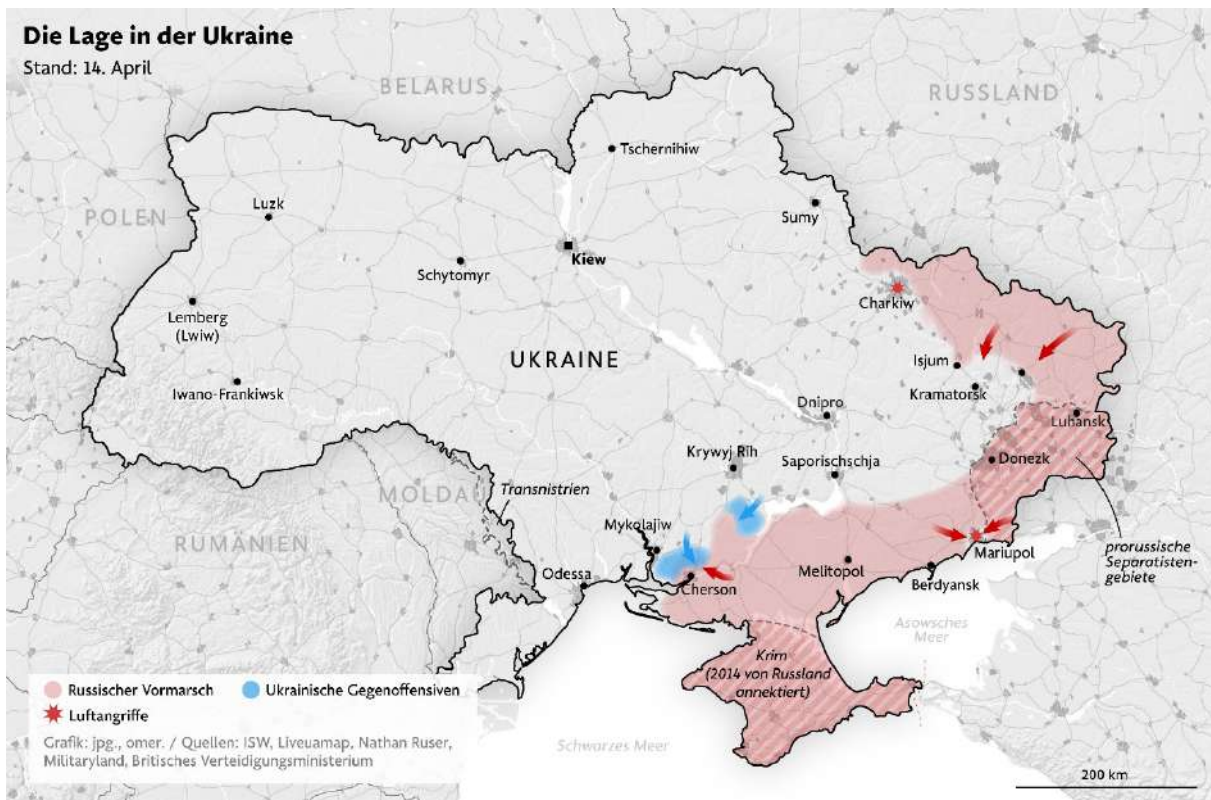 Die Lage in der Ukraine
Stand: 14. April
BELARUS
RUSSLAND
Tschernihiw
POLEN
Luzk
Sumy
Kiew
Schytomyr
Charkiw
Lemberg
(Lwiw)
UKRAINE
Isjum
Iwano-Frankiwsk
Kramatorsk
Dnipro
Luhansk
Krywyj Rih
Saporischschja
Donezk
MOLDAU
Transnistrien
Mykolajiw
RUMÄNIEN
Mariupol
prorussische
Separatisten-
gebiete
Odessa
Cherson
Melitopol
Berdyansk
Asowsches
Meer
Krim
(2014 von Russland
annektiert)
Russischer Vormarsch
Ukrainische Gegenoffensiven
Luftangriffe
Grafik: jpg., omer. / Quellen: ISW, Liveuamap, Nathan Ruser,
Militaryland, Britisches Verteidigungsministerium
Schwarzes Meer
200 km